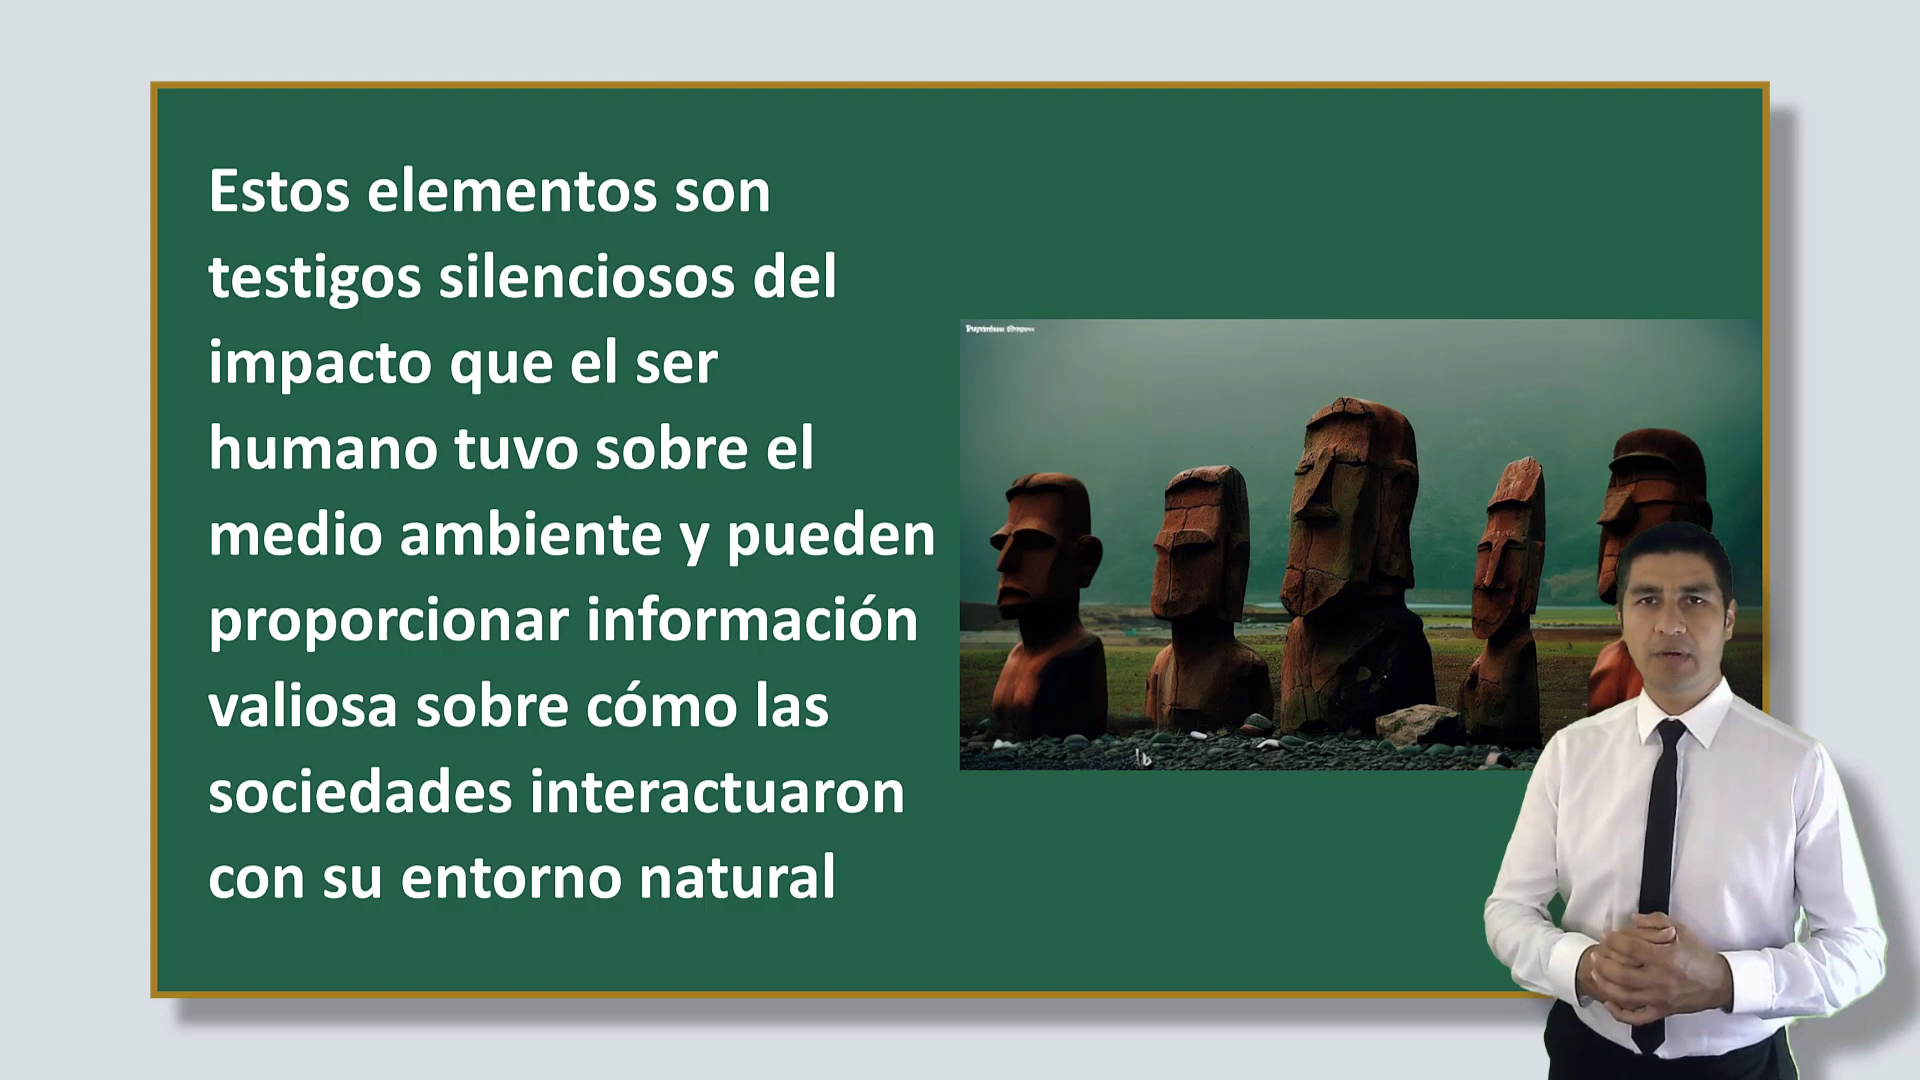 Estos elementos son
testigos silenciosos del
impacto que el ser
humano tuvo sobre el
medio ambiente y pueden
proporcionar información
valiosa sobre cómo las
sociedades interactuaron
con su entorno natural